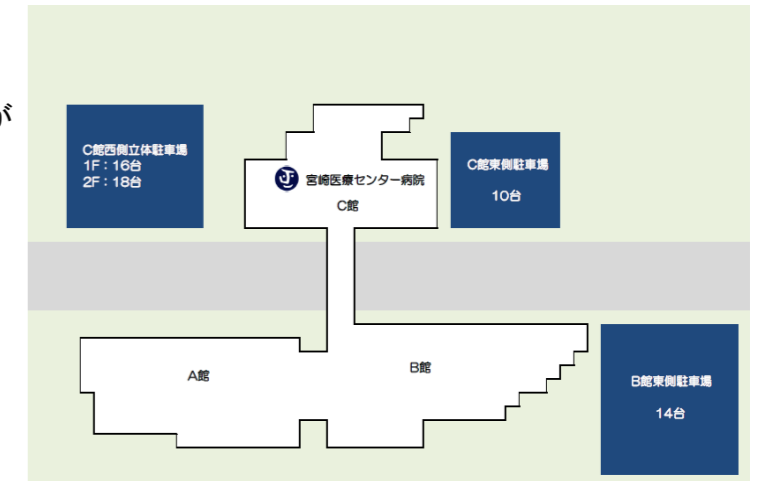 が
C館西側立体駐車場
1F：16台
2F：18台
宮崎医療センター病院
C館
C館東側駐車場
10台
A館
B館
B館東側駐車場
14台